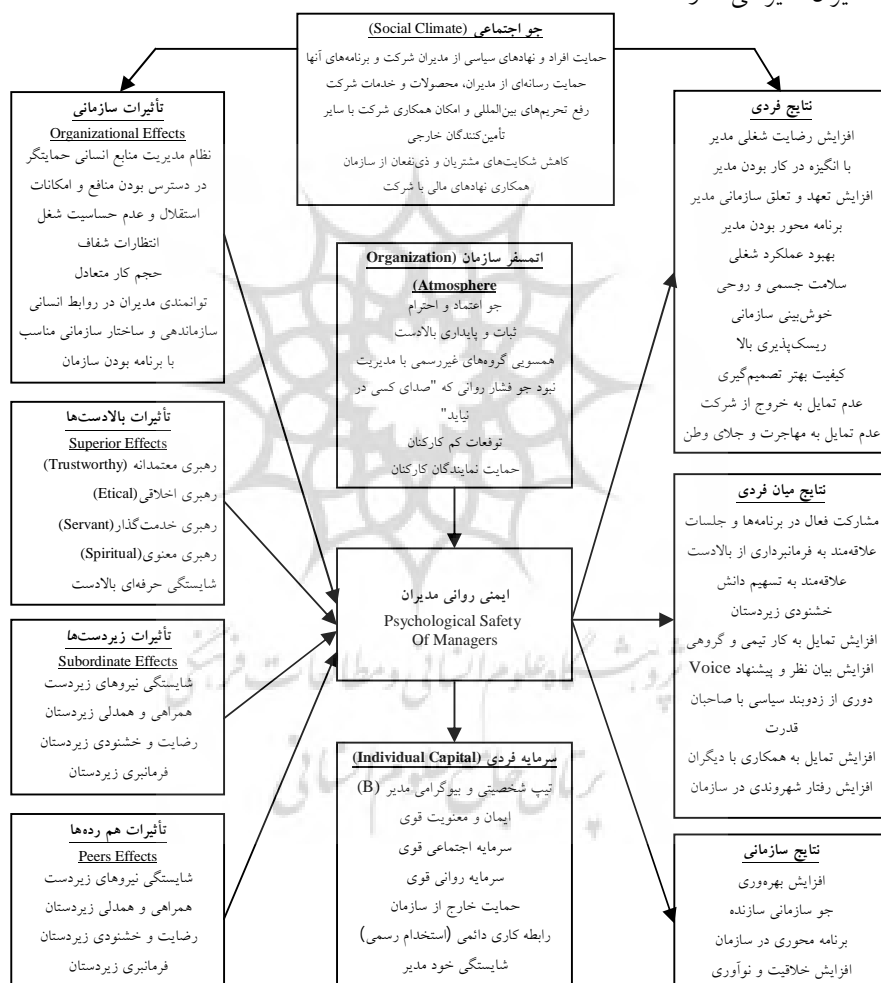 جو اجتماعی (Social Climate)
حمایت افراد و نهادهای سیاسی از مدیران شرکت و برنامه‌های آنها
حمایت رسانه‌ای از مدیران، محصولات و خدمات شرکت
رفع تحریم‌های بین‌المللی و امکان همکاری شرکت با سایر
تأمین‌کنندگان خارجی
کاهش شکایت‌های مشتریان و ذی‌نفعان از سازمان
همکاری نهادهای مالی با شرکت
نتایج فردی
افزایش رضایت شغلی مدیر
با انگیزه در کار بودن مدیر
افزایش تعهد و تعلق سازمانی مدیر
برنامه محور بودن مدیر
بهبود عملکرد شغلی
سلامت جسمی و روحی
خوش‌بینی سازمانی
ریسک‌پذیری بالا
کیفیت بهتر تصمیم‌گیری
عدم تمایل به خروج از شرکت
عدم تمایل به مهاجرت و جلای وطن
اتمسفر سازمان (Organization
Atmosphere)
جو اعتماد و احترام
ثبات و پایداری بالادست
همسویی گروه‌های غیررسمی با مدیریت
نبود جو فشار روانی که "صدای کسی در
نیاید"
توقعات کم کارکنان
حمایت نمایندگان کارکنان
تأثیرات سازمانی
Organizational Effects
نظام مدیریت منابع انسانی حمایتگر
در دسترس بودن منافع و امکانات
استقلال و عدم حساسیت شغل
انتظارات شفاف
حجم کار متعادل
توانمندی مدیران در روابط انسانی
سازماندهی و ساختار سازمانی مناسب
با برنامه بودن سازمان
نتایج میان فردی
مشارکت فعال در برنامه‌ها و جلسات
علاقه‌مند به فرمانبرداری از بالادست
علاقه‌مند به تسهیم دانش
خشنودی زیردستان
افزایش تمایل به کار تیمی و گروهی
افزایش بیان نظر و پیشنهاد Voice
دوری از زدوبند سیاسی با صاحبان
قدرت
افزایش تمایل به همکاری با دیگران
افزایش رفتار شهروندی در سازمان
ایمنی روانی مدیران
Psychological Safety
Of Managers
تأثیرات بالادست‌ها
Superior Effects
رهبری معتمدانه (Trustworthy)
رهبری اخلاقی (Etical)
رهبری خدمت‌گذار(Servant)
رهبری معنوی(Spiritual)
شایستگی حرفه‌ای بالادست
تأثیرات زیردست‌ها
Subordinate Effects
شایستگی نیروهای زیردست
همراهی و همدلی زیردستان
رضایت و خشنودی زیردستان
فرمانبری زیردستان
نتایج سازمانی
افزایش بهره‌وری
جو سازمانی سازنده
برنامه محوری در سازمان
افزایش خلاقیت و نوآوری
سرمایه فردی (Individual Capital)
تیپ شخصیتی و بیوگرامی مدیر (B)
ایمان و معنویت قوی
سرمایه اجتماعی قوی
سرمایه روانی قوی
حمایت خارج از سازمان
رابطه کاری دائمی (استخدام رسمی)
شایستگی خود مدیر
تأثیرات هم رده‌ها
Peers Effects
شایستگی نیروهای زیردست
همراهی و همدلی زیردستان
رضایت و خشنودی زیردستان
فرمانبری زیردستان
پژوهشگاه علوم انسانی و مطالعات فرهنگی
پرتال جامع علوم انسانی